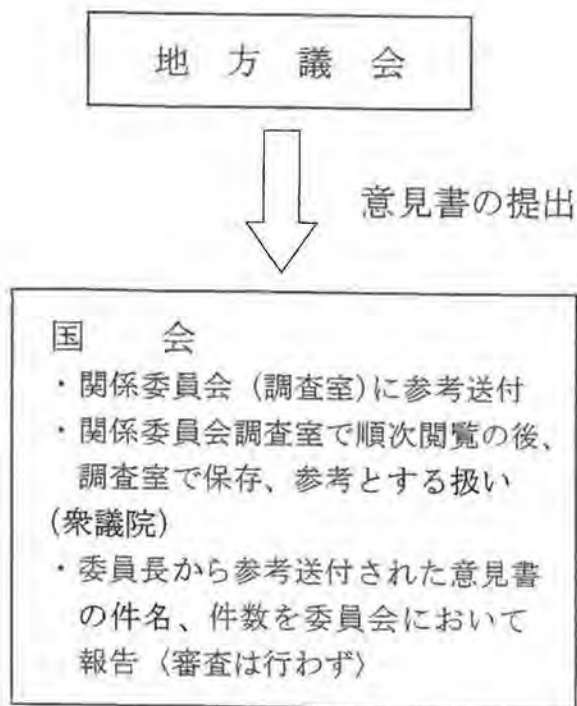 地方議会
意見書の提出
国　　会
・関係委員会(調査室)に参考送付
・関係委員会調査室で順次閲覧の後、
調査室で保存、参考とする扱い
(衆議院)
・委員長から参考送付された意見書
の件名、件数を委員会において
報告〈審査は行わず〉